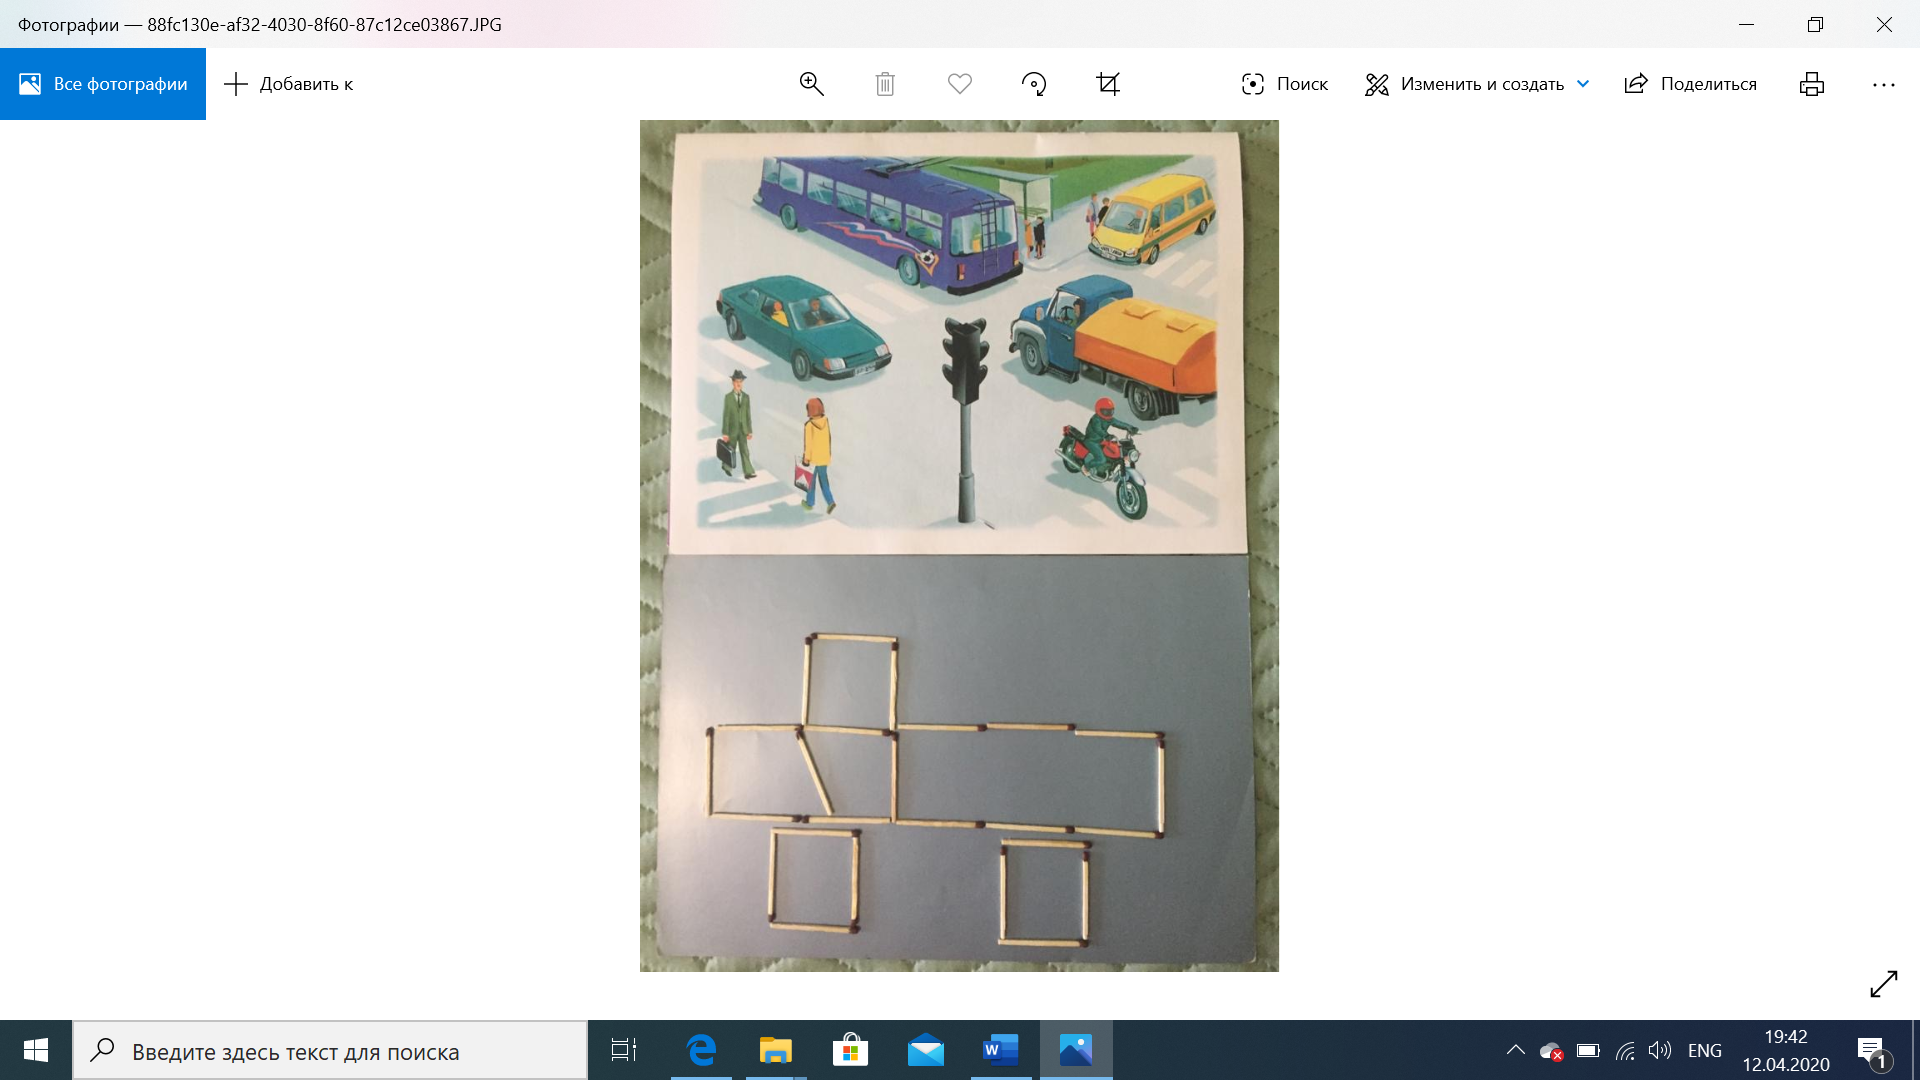 Фотографии — 88fc130e-af32-4030-8f60-87c12ce03867.JPG
Все фотографии
Добавить к
Поиск
Изменить и создать
Поделиться
Введите здесь текст для поиска
W
ENG
19:42
12.04.2020
1